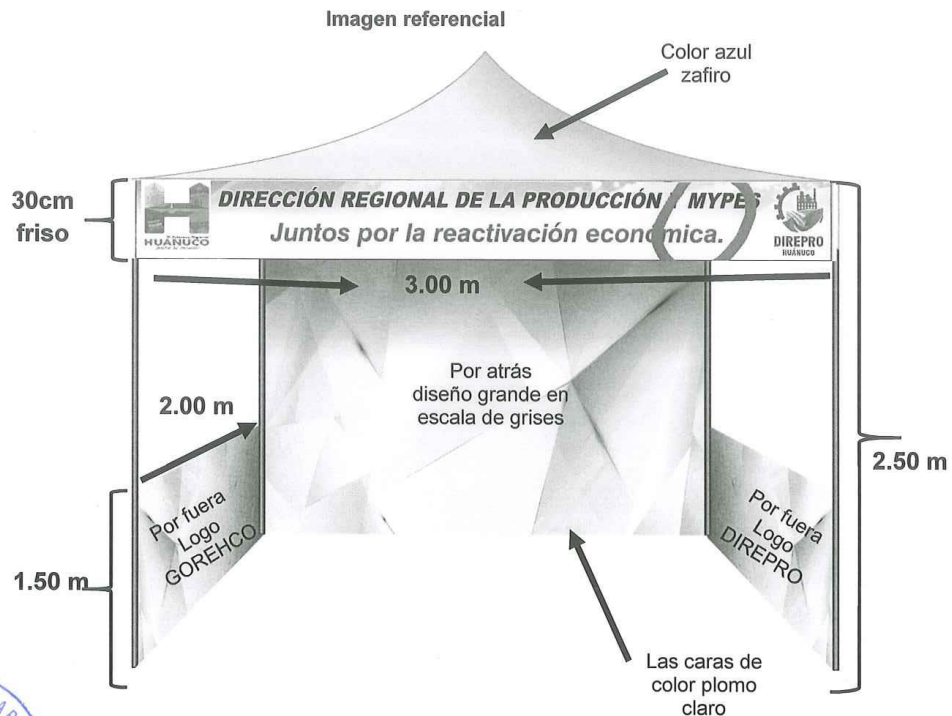 Imagen referencial
Color azul
zafiro
30cm
friso
HUÁNUCO
DIRECCIÓN REGIONAL DE LA PRODUCCIÓN Y MYPES
Juntos por la reactivación económica.
DIREPRO
HUÁNUCO
3.00 m
Por atrás
diseño grande en
escala de grises
2.00 m
2.50 m
Por fuera
Logo
GOREHCO
Por fuera
Logo
DIREPRO
1.50 m
Las caras de
color plomo
claro